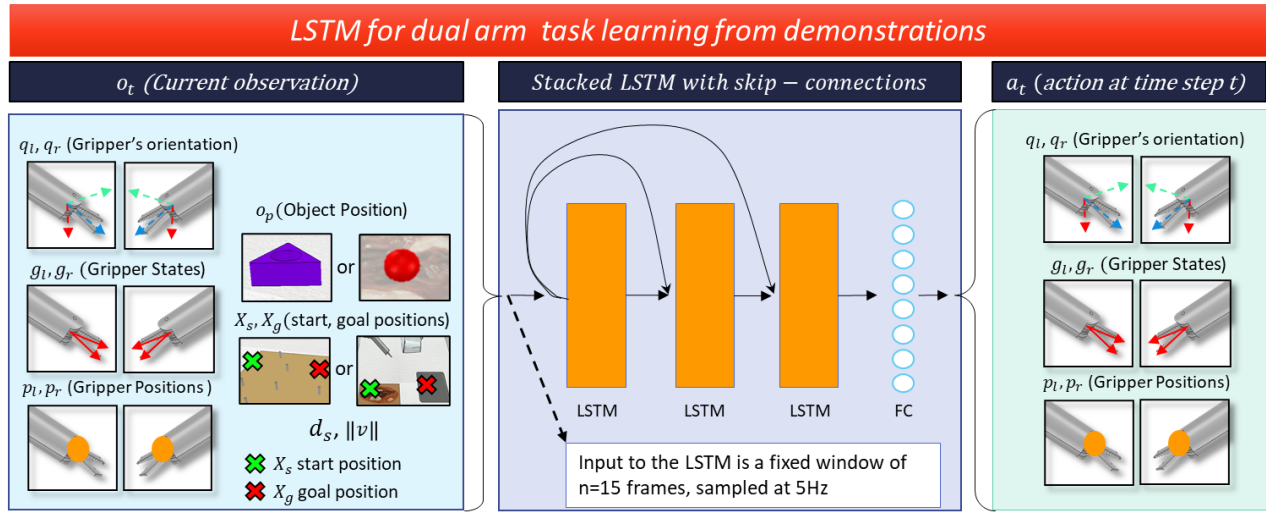 LSTM for dual arm task learning from demonstrations
o_t (Current observation)
q_l, q_r (Gripper's orientation)
g_l, g_r (Gripper States)
p_l, p_r (Gripper Positions)
o_p (Object Position)
or
X_s, X_g (start, goal positions)
or
d_s, ‖v‖
X_s start position
X_g goal position
Stacked LSTM with skip − connections
LSTM
LSTM
LSTM
FC
Input to the LSTM is a fixed window of
n=15 frames, sampled at 5Hz
a_t (action at time step t)
q_l, q_r (Gripper's orientation)
g_l, g_r (Gripper States)
p_l, p_r (Gripper Positions)